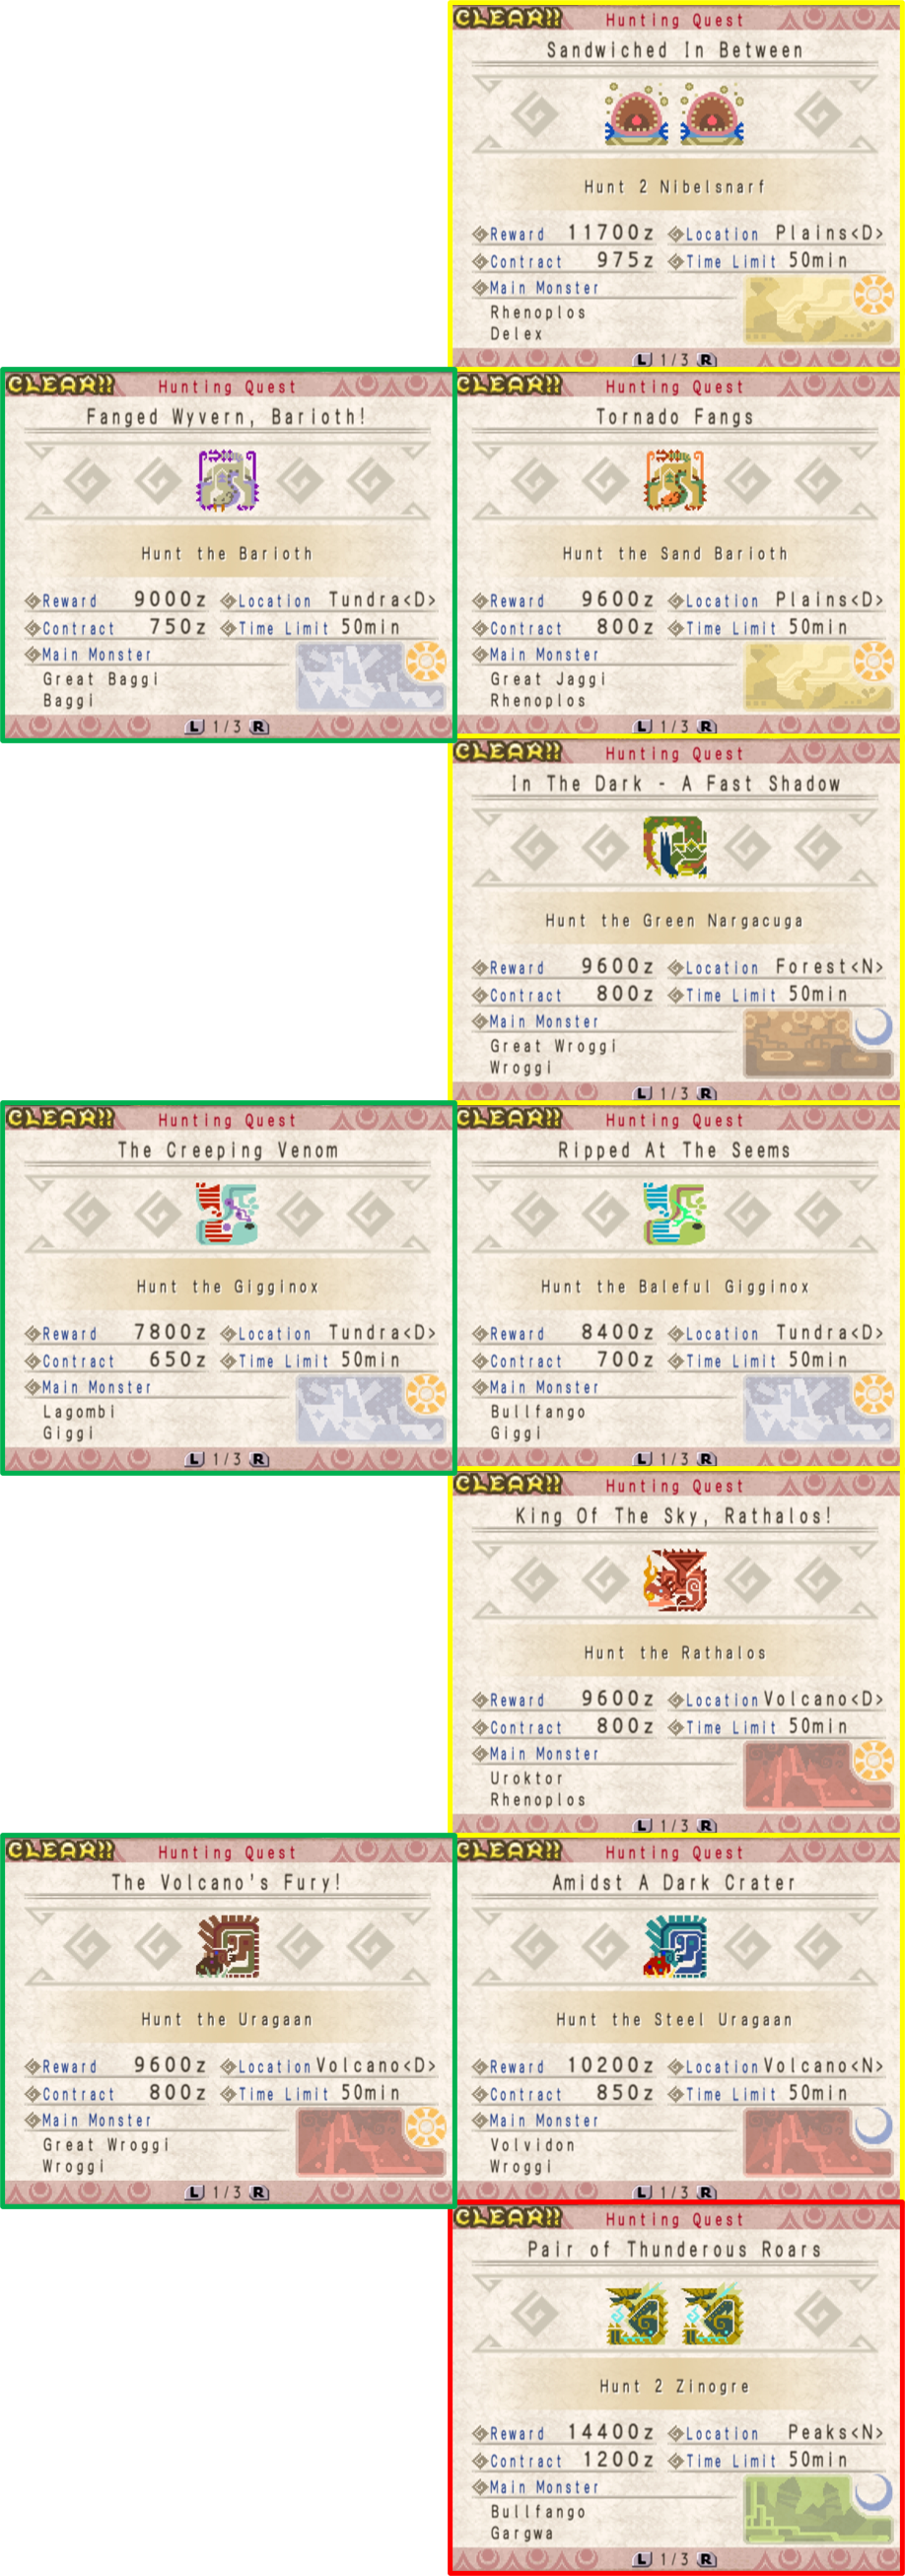 CLEAR!!
Hunting Quest
Sandwiched In Between
Hunt 2 Nibelsnarf
Reward 11700z Location Plains<D>
Contract 975z Time Limit 50min
Main Monster
Rhenoplos
Delex
L 1/3 R
CLEAR!!
Hunting Quest
Fanged Wyvern, Barioth!
Hunt the Barioth
Reward 9000z Location Tundra<D>
Contract 750z Time Limit 50min
Main Monster
Great Baggi
Baggi
L 1/3 R
CLEAR!!
Hunting Quest
Tornado Fangs
Hunt the Sand Barioth
Reward 9600z Location Plains<D>
Contract 800z Time Limit 50min
Main Monster
Great Jaggi
Rhenoplos
L 1/3 R
CLEAR!!
Hunting Quest
In The Dark - A Fast Shadow
Hunt the Green Nargacuga
Reward 9600z Location Forest<N>
Contract 800z Time Limit 50min
Main Monster
Great Wroggi
Wroggi
L 1/3 R
CLEAR!!
Hunting Quest
The Creeping Venom
Hunt the Gigginox
Reward 7800z Location Tundra<D>
Contract 650z Time Limit 50min
Main Monster
Lagombi
Giggi
L 1/3 R
CLEAR!!
Hunting Quest
Ripped At The Seems
Hunt the Baleful Gigginox
Reward 8400z Location Tundra<D>
Contract 700z Time Limit 50min
Main Monster
Bullfango
Giggi
L 1/3 R
CLEAR!!
Hunting Quest
King Of The Sky, Rathalos!
Hunt the Rathalos
Reward 9600z Location Volcano<D>
Contract 800z Time Limit 50min
Main Monster
Uroktor
Rhenoplos
L 1/3 R
CLEAR!!
Hunting Quest
The Volcano's Fury!
Hunt the Uragaan
Reward 9600z Location Volcano<D>
Contract 800z Time Limit 50min
Main Monster
Great Wroggi
Wroggi
L 1/3 R
CLEAR!!
Hunting Quest
Amidst A Dark Crater
Hunt the Steel Uragaan
Reward 10200z Location Volcano<N>
Contract 850z Time Limit 50min
Main Monster
Volvidon
Wroggi
L 1/3 R
CLEAR!!
Hunting Quest
Pair of Thunderous Roars
Hunt 2 Zinogre
Reward 14400z Location Peaks<N>
Contract 1200z Time Limit 50min
Main Monster
Bullfango
Gargwa
L 1/3 R